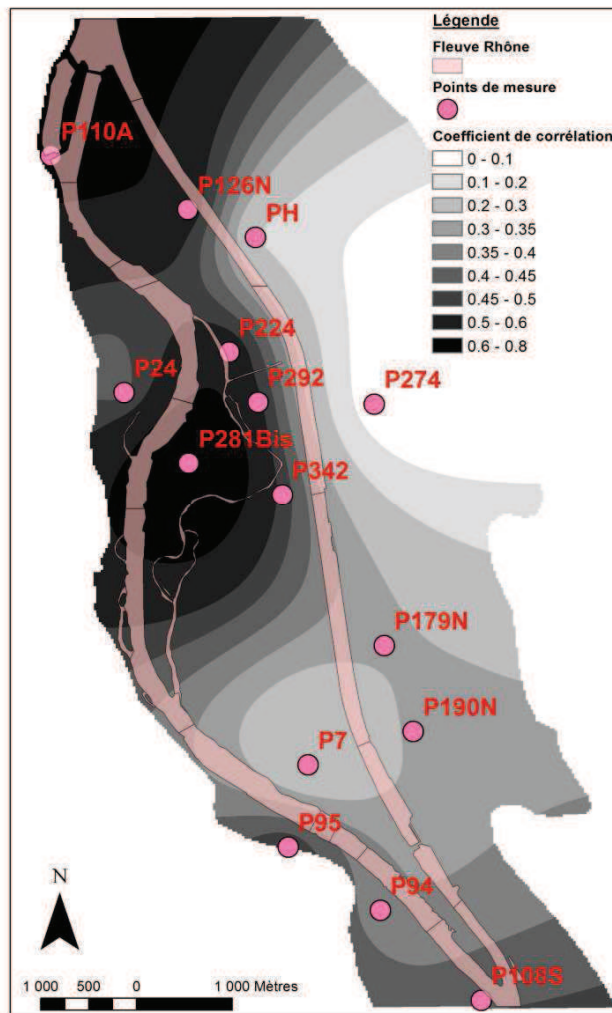 Légende
Fleuve Rhône
Points de mesure
Coefficient de corrélation
0 - 0.1
0.1 - 0.2
0.2 - 0.3
0.3 - 0.35
0.35 - 0.4
0.4 - 0.45
0.45 - 0.5
0.5 - 0.6
0.6 - 0.8
P110A
P126N
PH
P224
P24
P292
P274
P281Bis
P342
P179N
P190N
P7
P95
P94
P108S
N
1 000 500 0 1 000 Mètres